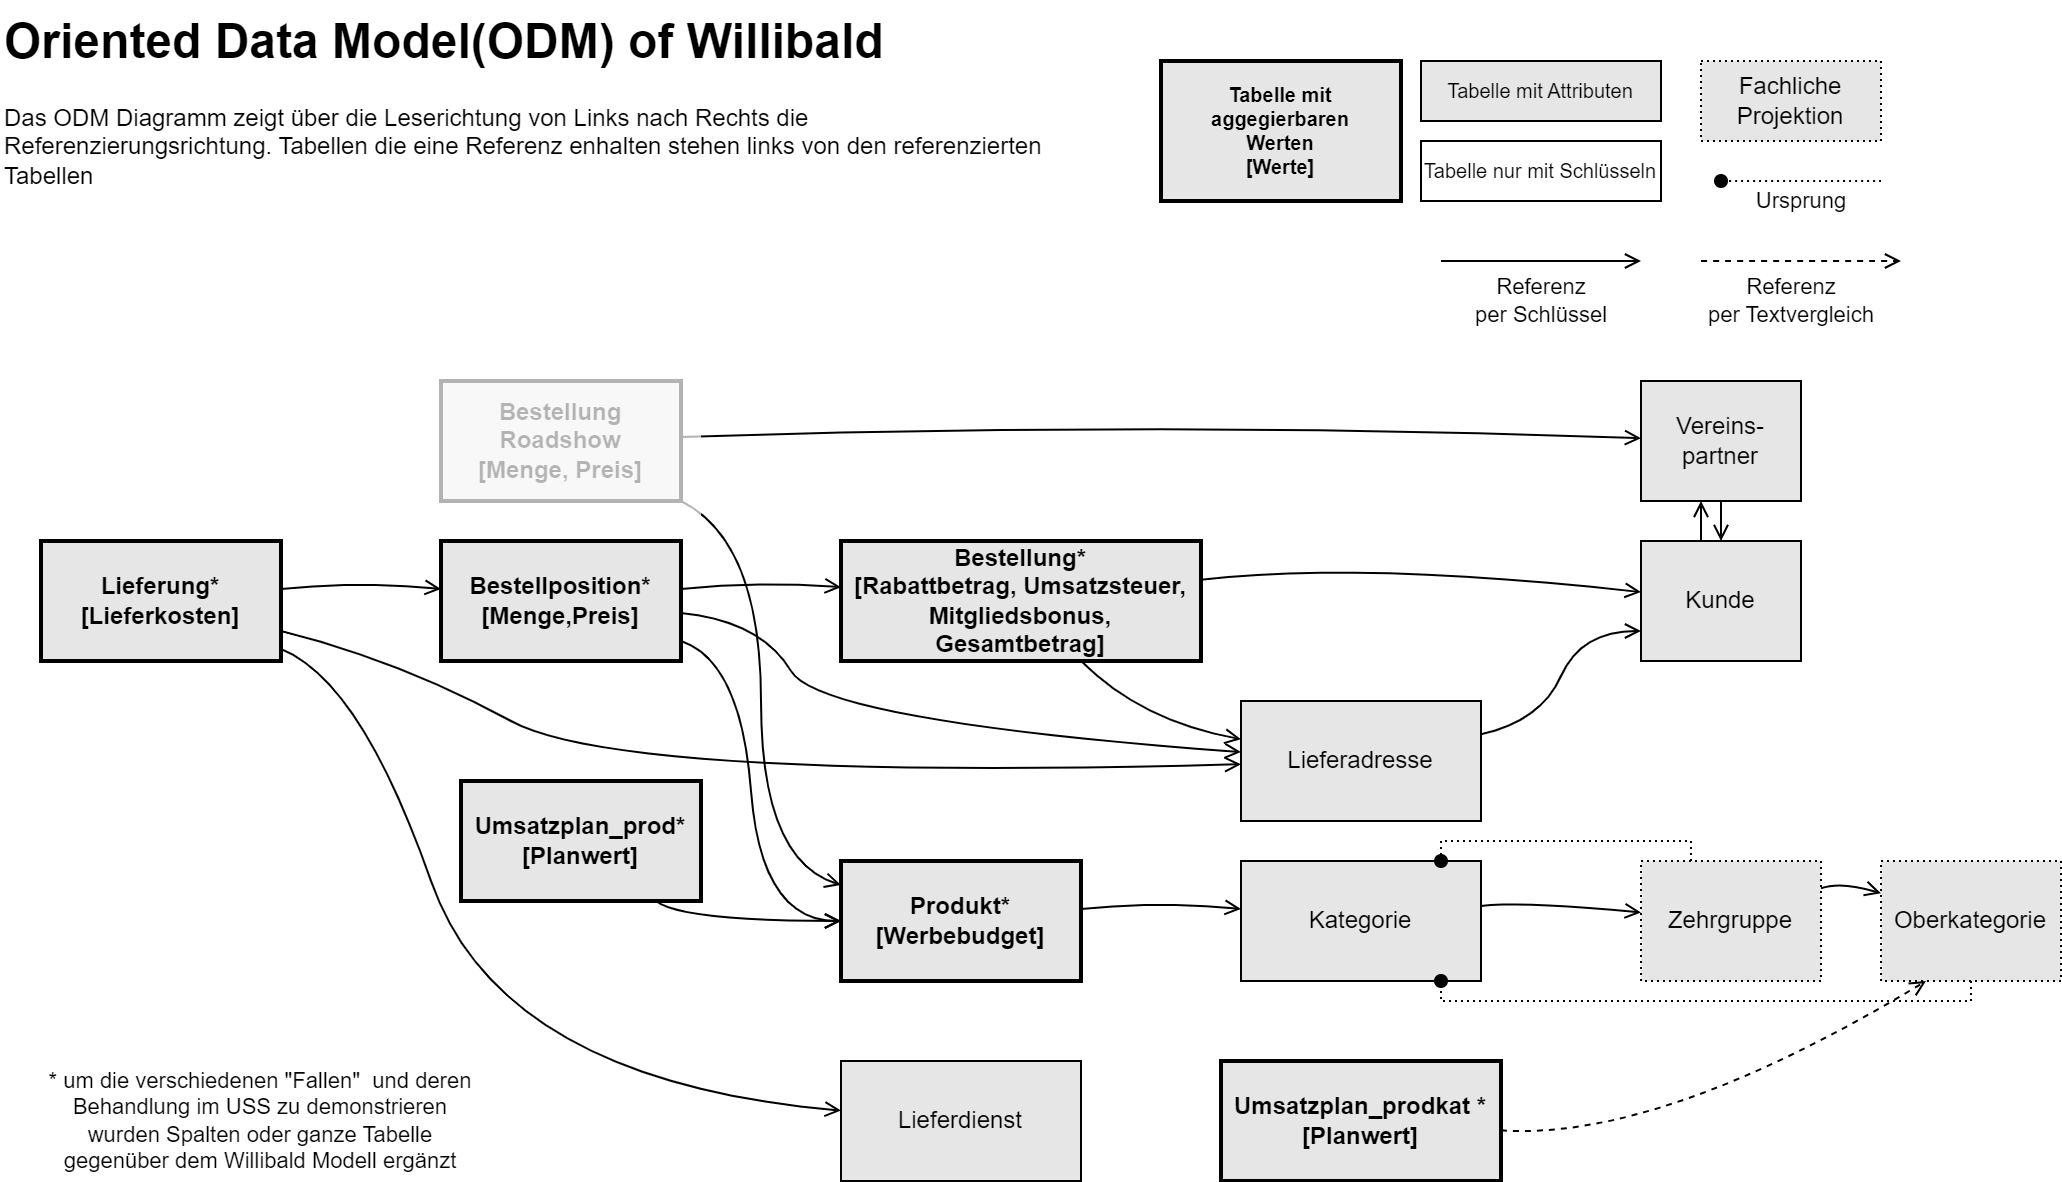 Oriented Data Model(ODM) of Willibald
Das ODM Diagramm zeigt über die Leserichtung von Links nach Rechts die
Referenzierungsrichtung. Tabellen die eine Referenz enhalten stehen links von den referenzierten
Tabellen
Tabelle mit
aggegierbaren
Werten
[Werte]
Tabelle mit Attributen
Tabelle nur mit Schlüsseln
Fachliche
Projektion
Ursprung
Referenz
per Schlüssel
Referenz
per Textvergleich
Bestellung
Roadshow
[Menge, Preis]
Vereins-
partner
Lieferung*
[Lieferkosten]
Bestellposition*
[Menge,Preis]
Bestellung*
[Rabattbetrag, Umsatzsteuer,
Mitgliedsbonus,
Gesamtbetrag]
Kunde
Lieferadresse
Umsatzplan_prod*
[Planwert]
Produkt*
[Werbebudget]
Kategorie
Zehrgruppe
Oberkategorie
* um die verschiedenen "Fallen" und deren
Behandlung im USS zu demonstrieren
wurden Spalten oder ganze Tabelle
gegenüber dem Willibald Modell ergänzt
Lieferdienst
Umsatzplan_prodkat *
[Planwert]